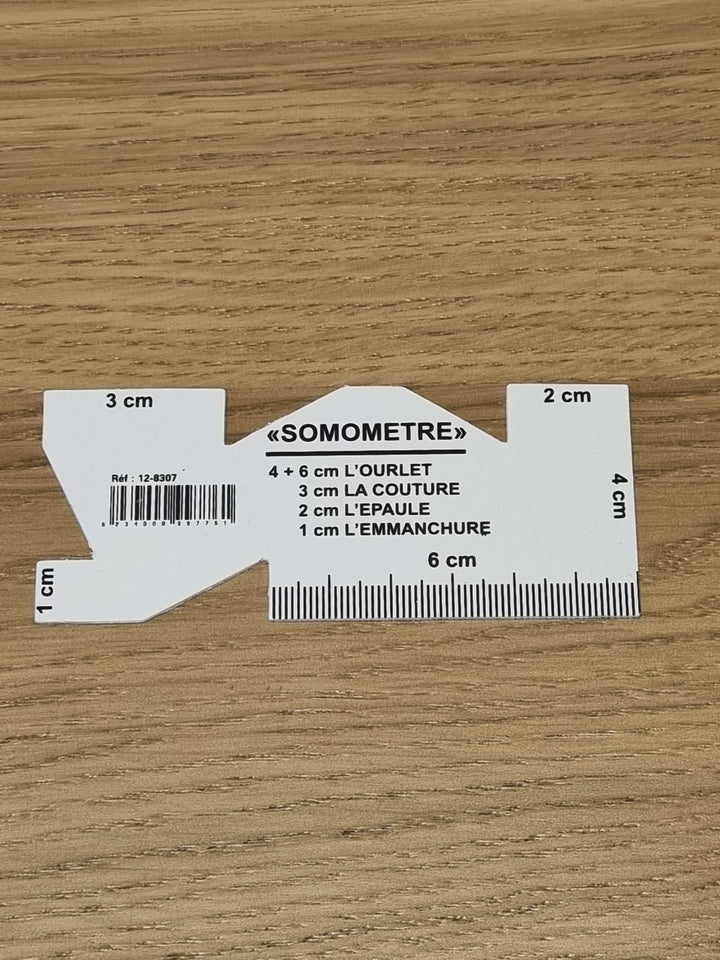 3 cm
2 cm
«SOMOMETRE»
4 + 6 cm L'OURLET
3 cm LA COUTURE
2 cm L'EPAULE
1 cm L'EMMANCHURE
Réf : 12-8307
4 cm
6 cm
1 cm